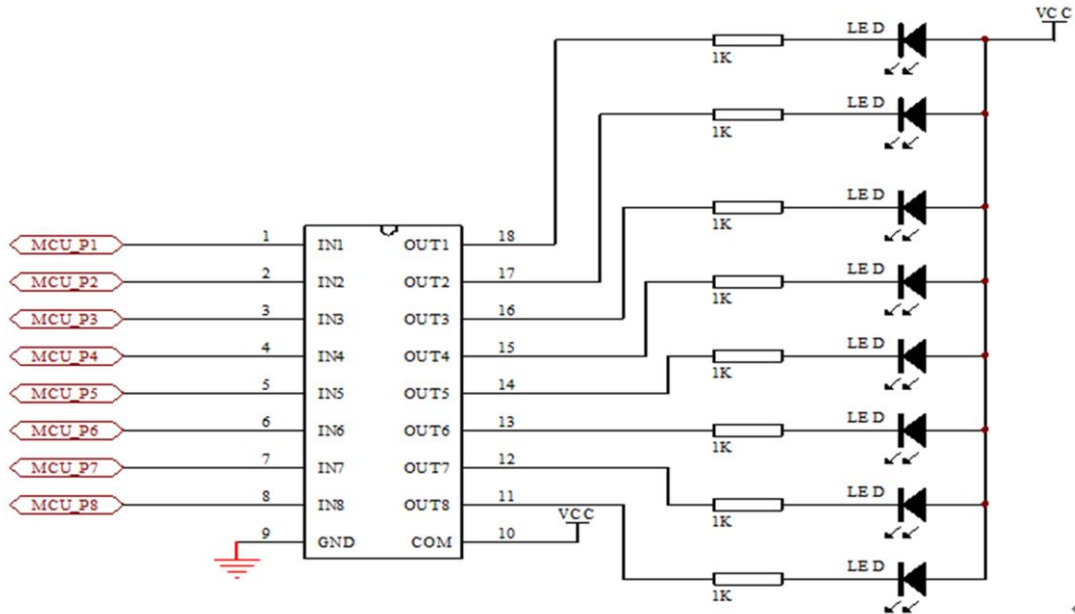 VCC
LED
1K
LED
1K
LED
1K
MCU_P1 1 IN1 OUT1 18
MCU_P2 2 IN2 OUT2 17
LED
1K
MCU_P3 3 IN3 OUT3 16
MCU_P4 4 IN4 OUT4 15
LED
1K
MCU_P5 5 IN5 OUT5 14
MCU_P6 6 IN6 OUT6 13
LED
1K
MCU_P7 7 IN7 OUT7 12
LED
1K
MCU_P8 8 IN8 OUT8 11
VCC
9 GND COM 10
LED
1K